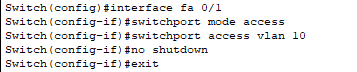 Switch(config)#interface fa 0/1
Switch(config-if)#switchport mode access
Switch(config-if)#switchport access vlan 10
Switch(config-if)#no shutdown
Switch(config-if)#exit